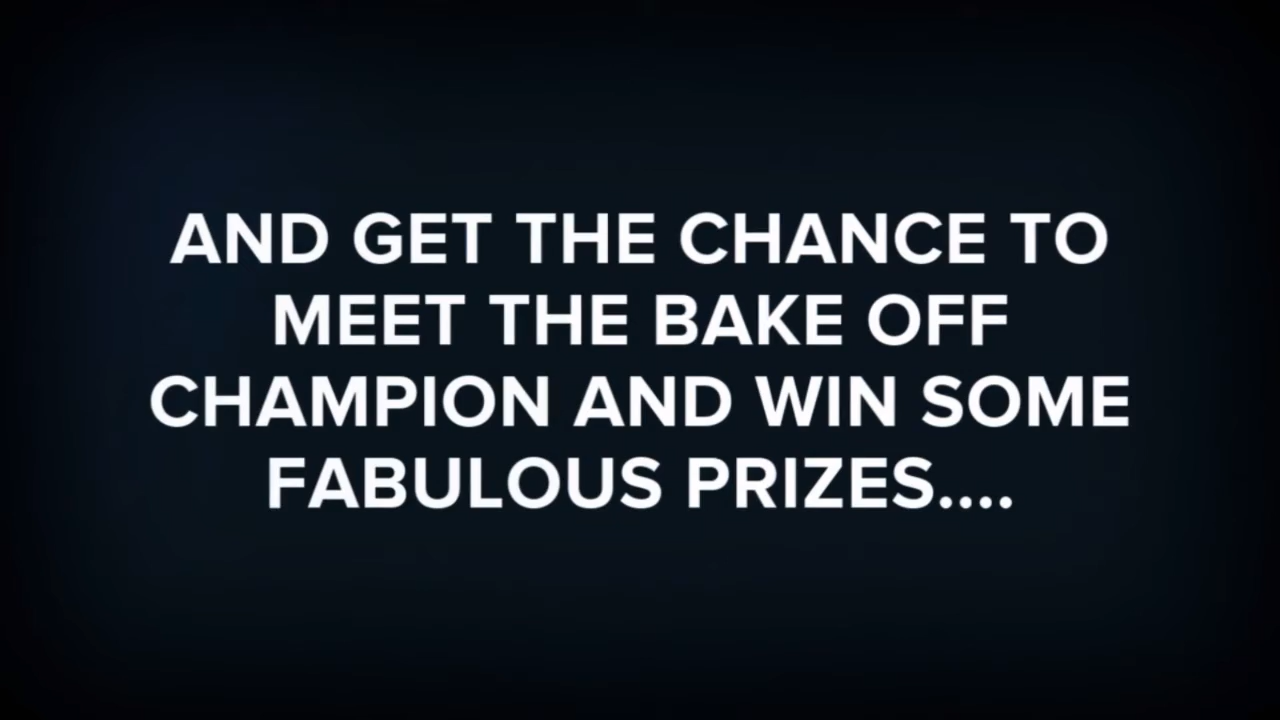 AND GET THE CHANCE TO
MEET THE BAKE OFF
CHAMPION AND WIN SOME
FABULOUS PRIZES....